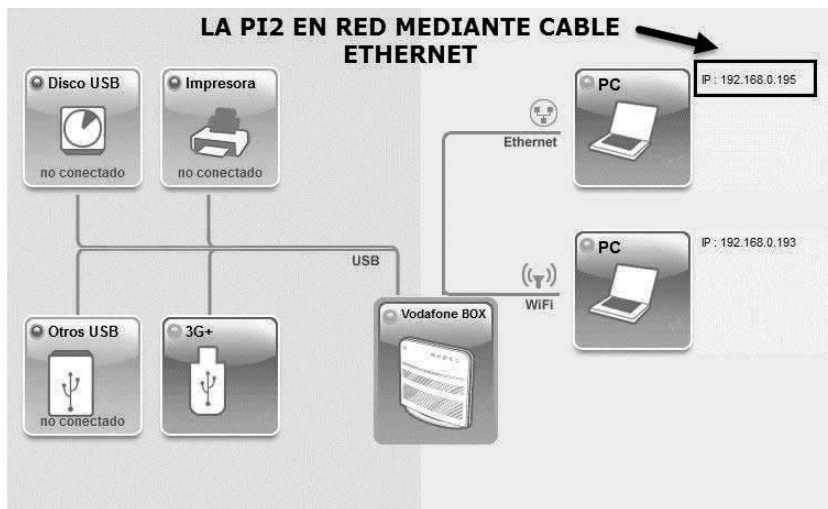 LA PI2 EN RED MEDIANTE CABLE
ETHERNET
Disco USB
no conectado
Impresora
no conectado
PC
IP : 192.168.0.195
Ethernet
USB
PC
IP : 192.168.0.193
WiFi
Otros USB
no conectado
3G+
Vodafone BOX